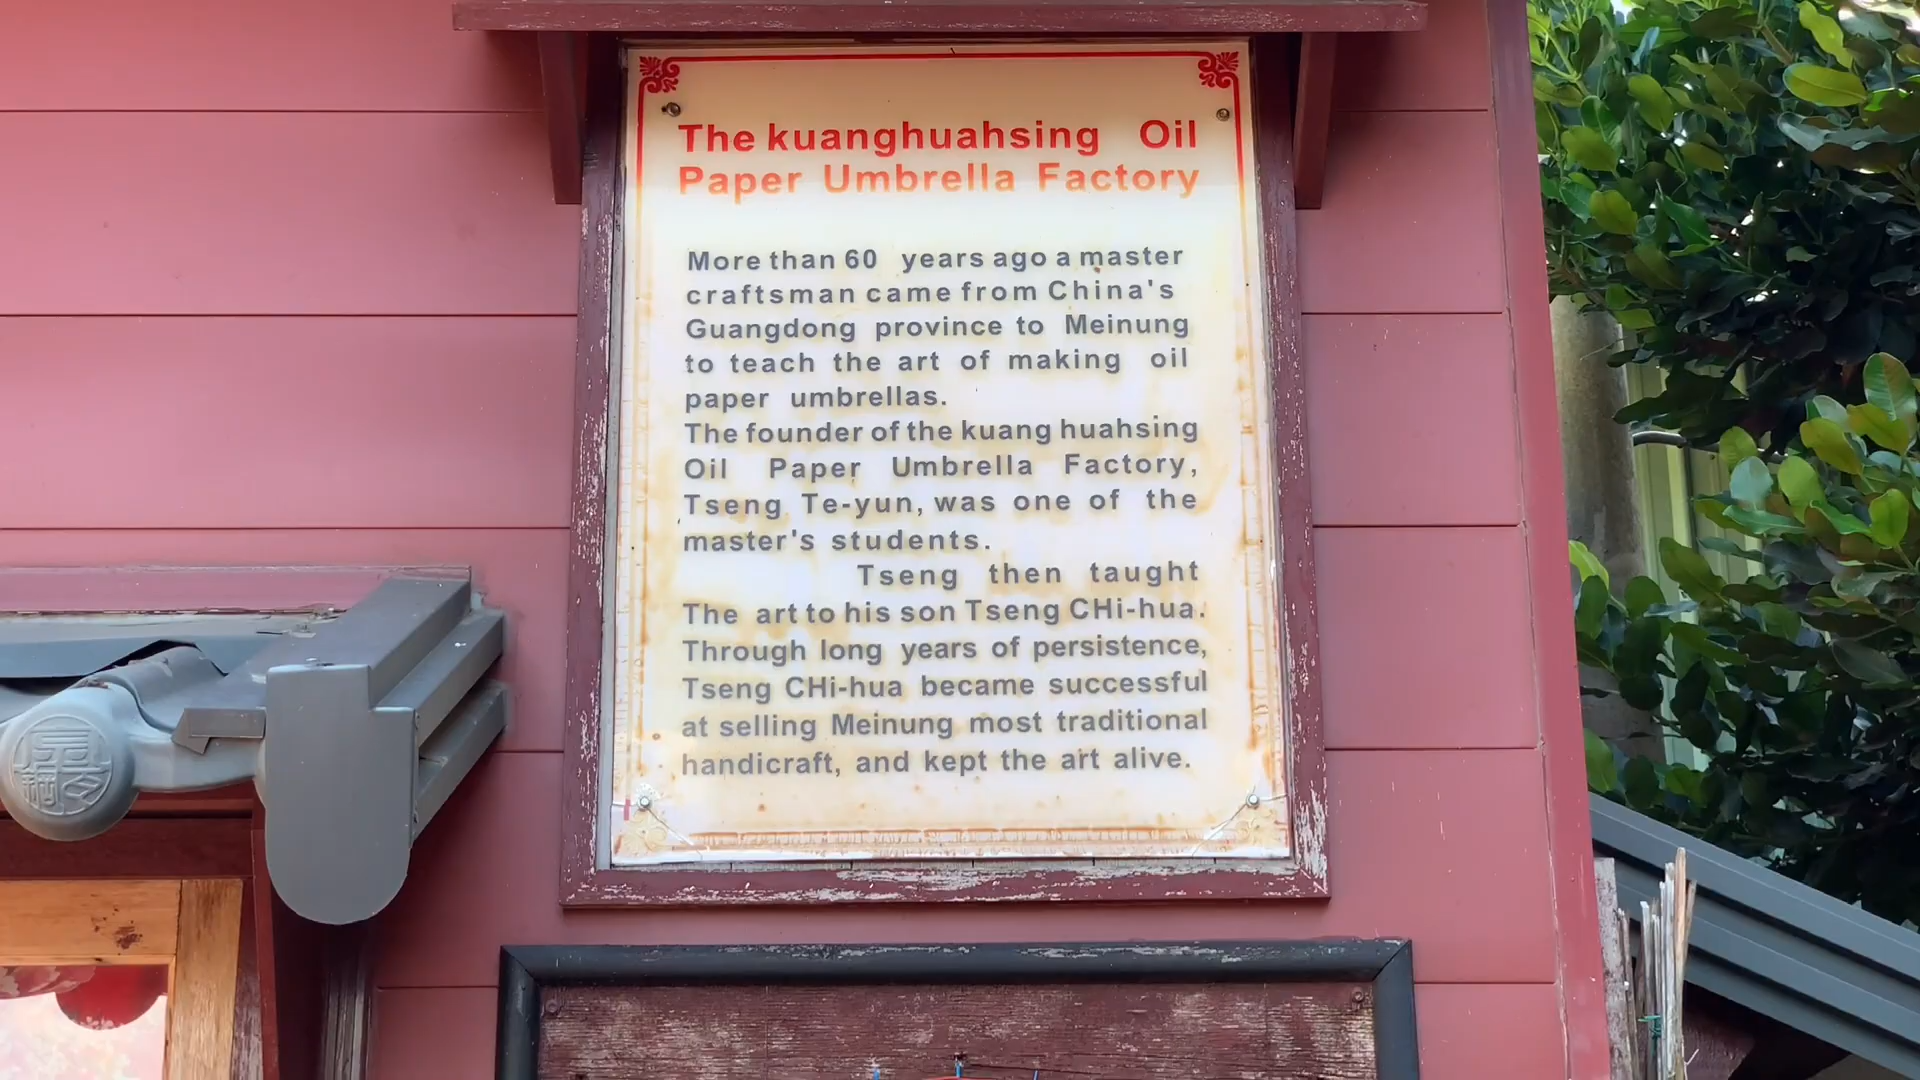 The kuanghuahsing Oil
Paper Umbrella Factory
More than 60 years ago a master
craftsman came from China's
Guangdong province to Meinung
to teach the art of making oil
paper umbrellas.
The founder of the kuang huahsing
Oil Paper Umbrella Factory,
Tseng Te-yun, was one of the
master's students.
Tseng then taught
The art to his son Tseng CHi-hua.
Through long years of persistence,
Tseng CHi-hua became successful
at selling Meinung most traditional
handicraft, and kept the art alive.